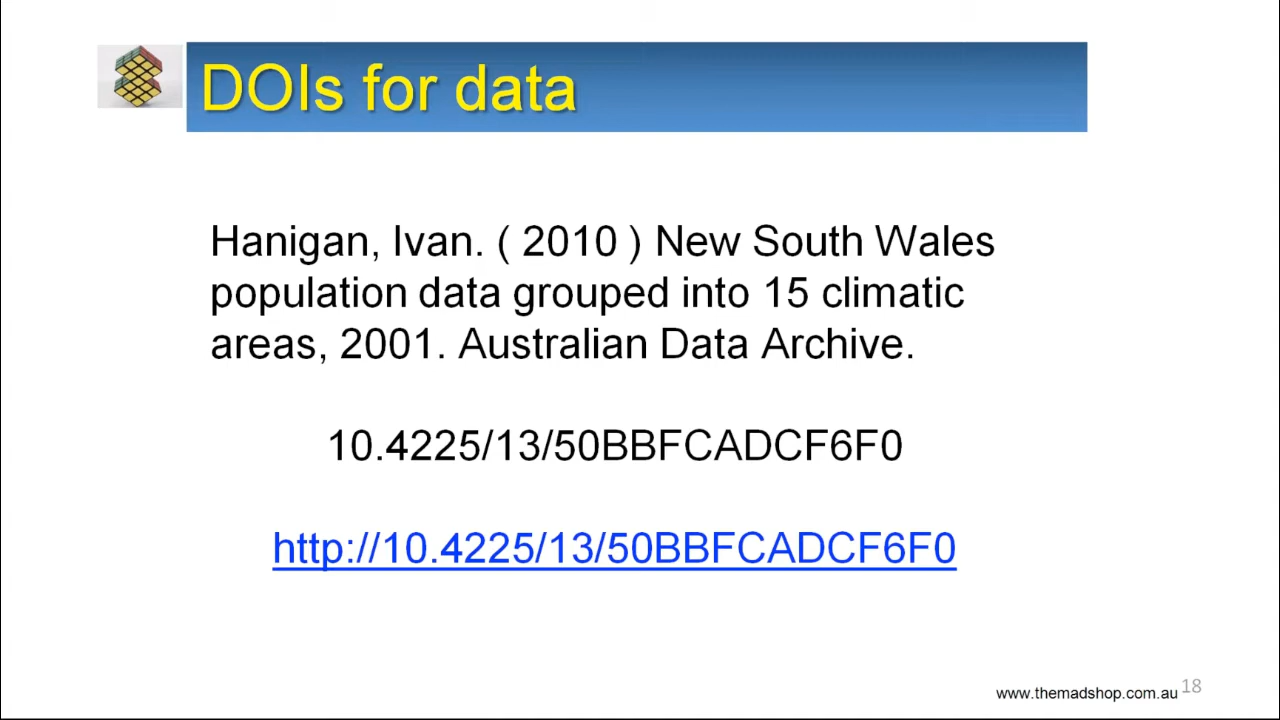 DOIs for data
Hanigan, Ivan. ( 2010 ) New South Wales
population data grouped into 15 climatic
areas, 2001. Australian Data Archive.
10.4225/13/50BBFCADCF6F0
http://10.4225/13/50BBFCADCF6F0
www.themadshop.com.au 18